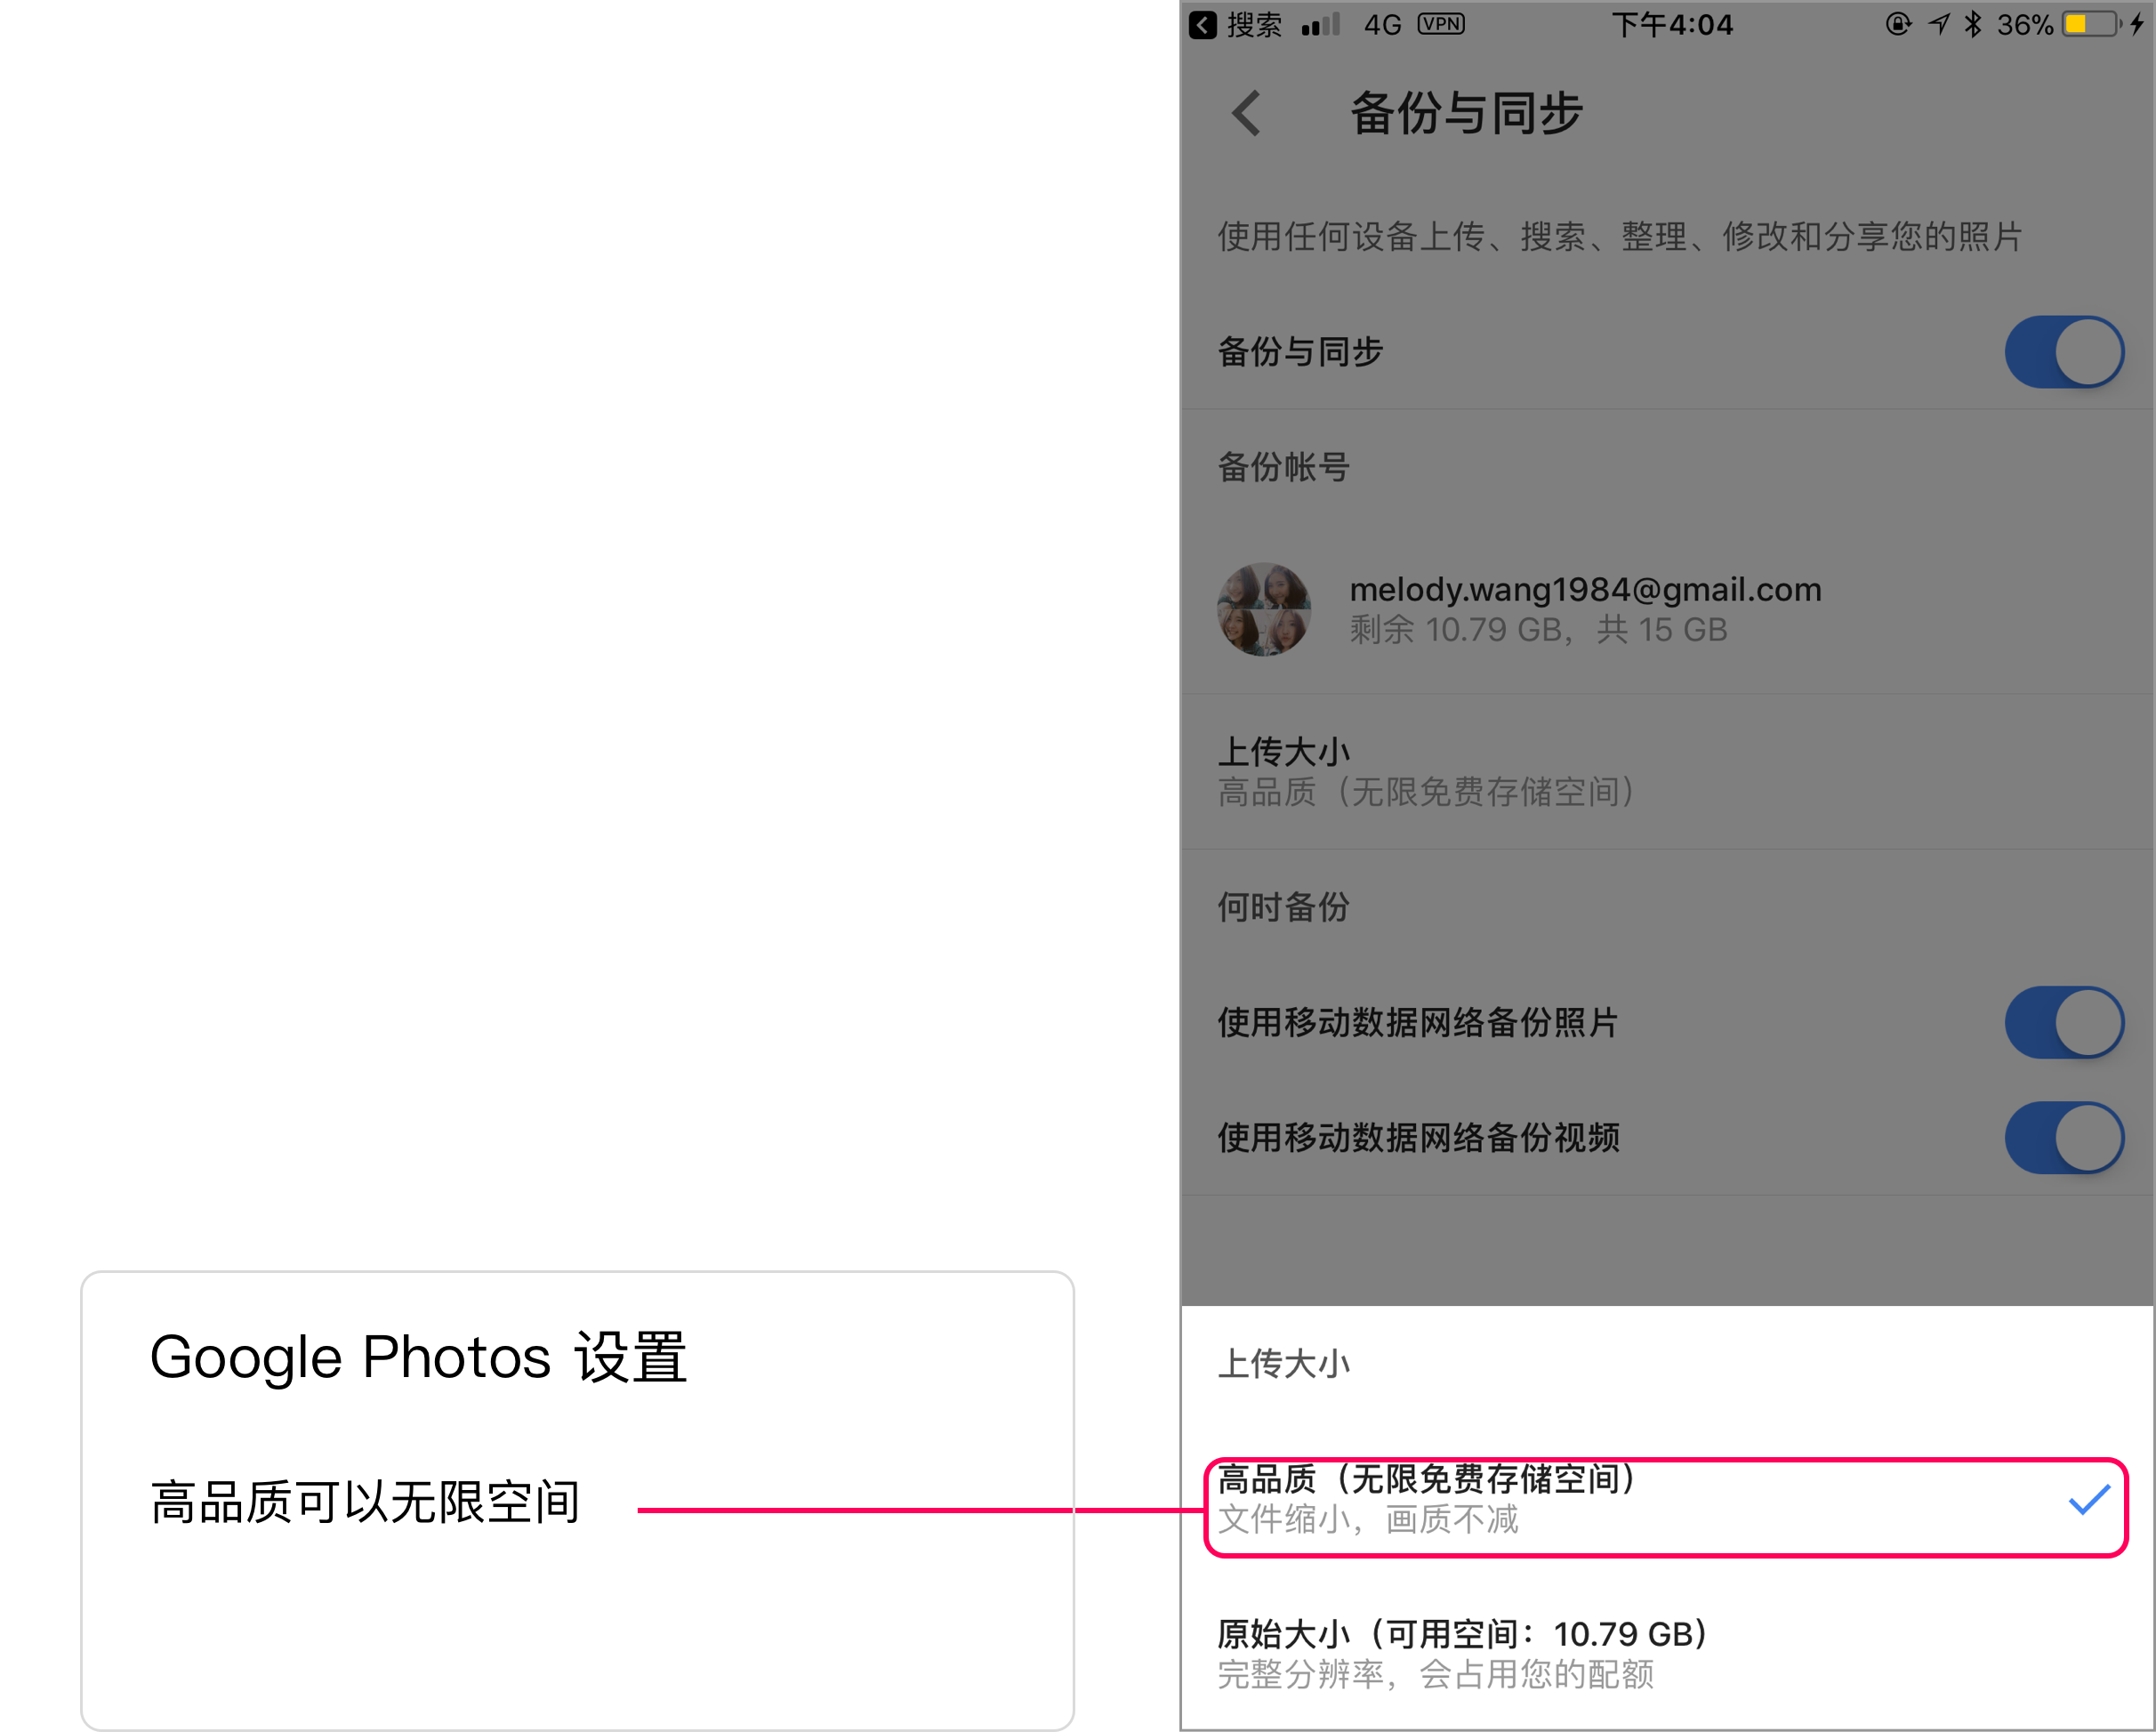 搜索 4G VPN 下午4:04 36%
备份与同步
使用任何设备上传、搜索、整理、修改和分享您的照片
备份与同步
备份帐号
melody.wang1984@gmail.com
剩余 10.79 GB，共 15 GB
上传大小
高品质（无限免费存储空间）
何时备份
使用移动数据网络备份照片
使用移动数据网络备份视频
Google Photos 设置
高品质可以无限空间
上传大小
高品质（无限免费存储空间）
文件缩小，画质不减
原始大小（可用空间：10.79 GB）
完整分辨率，会占用您的配额